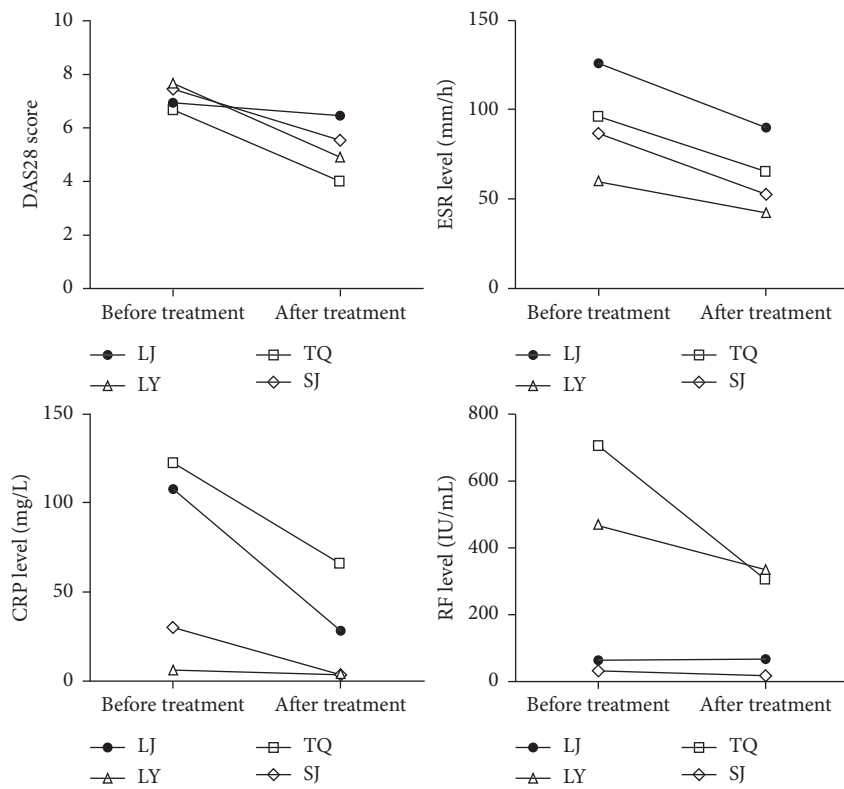 DAS28 score
10
8
6
4
2
0
Before treatment After treatment
LJ TQ
LY SJ
ESR level (mm/h)
150
100
50
0
Before treatment After treatment
LJ TQ
LY SJ
CRP level (mg/L)
150
100
50
0
Before treatment After treatment
LJ TQ
LY SJ
RF level (IU/mL)
800
600
400
200
0
Before treatment After treatment
LJ TQ
LY SJ